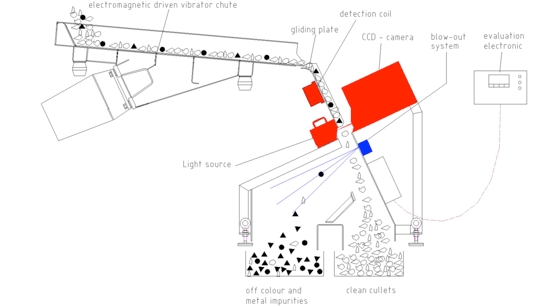 electromagnetic driven vibrator chute
detection coil
gliding plate
CCD - camera
blow-out
system
evaluation
electronic
Light source
off colour and
metal impurities
clean cullets